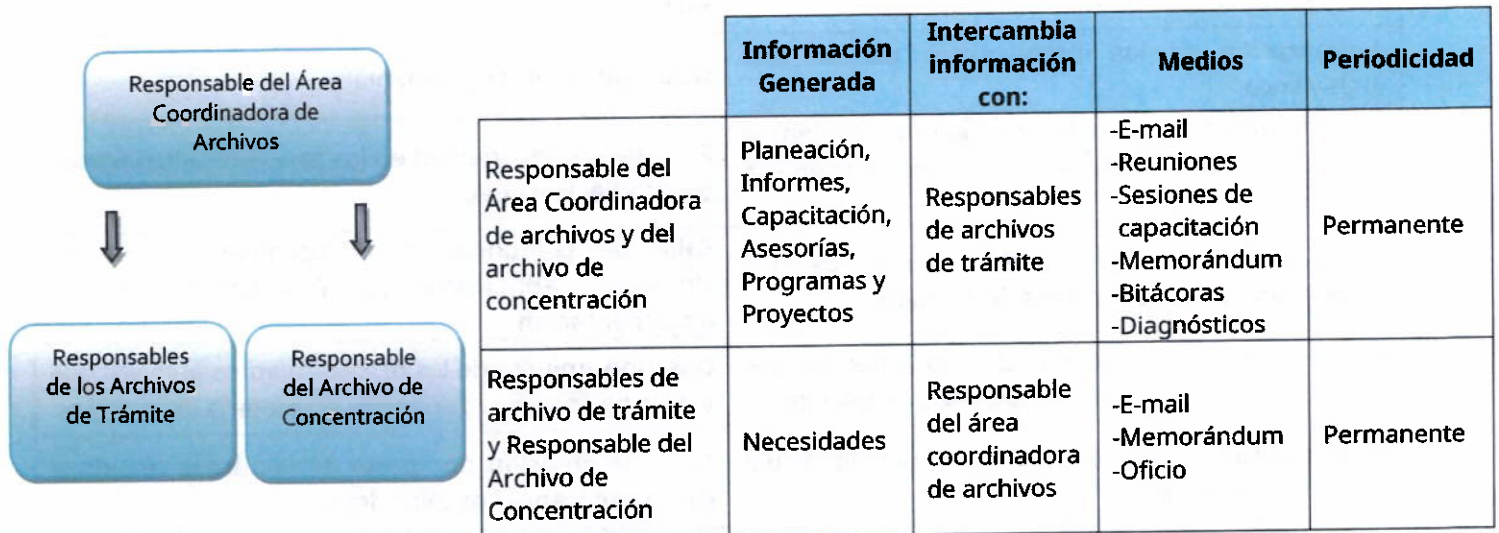 Responsable del Área
Coordinadora de
Archivos
Responsables
de los Archivos
de Trámite
Responsable
del Archivo de
Concentración
Información
Generada
Intercambia
información
con:
Medios
Periodicidad
Responsable del
Área Coordinadora
de archivos y del
archivo de
concentración
Planeación,
Informes,
Capacitación,
Asesorías,
Programas y
Proyectos
Responsables
de archivos
de trámite
-E-mail
-Reuniones
-Sesiones de
capacitación
-Memorándum
-Bitácoras
-Diagnósticos
Permanente
Responsables de
archivo de trámite
y Responsable del
Archivo de
Concentración
Necesidades
Responsable
del área
coordinadora
de archivos
-E-mail
-Memorándum
-Oficio
Permanente